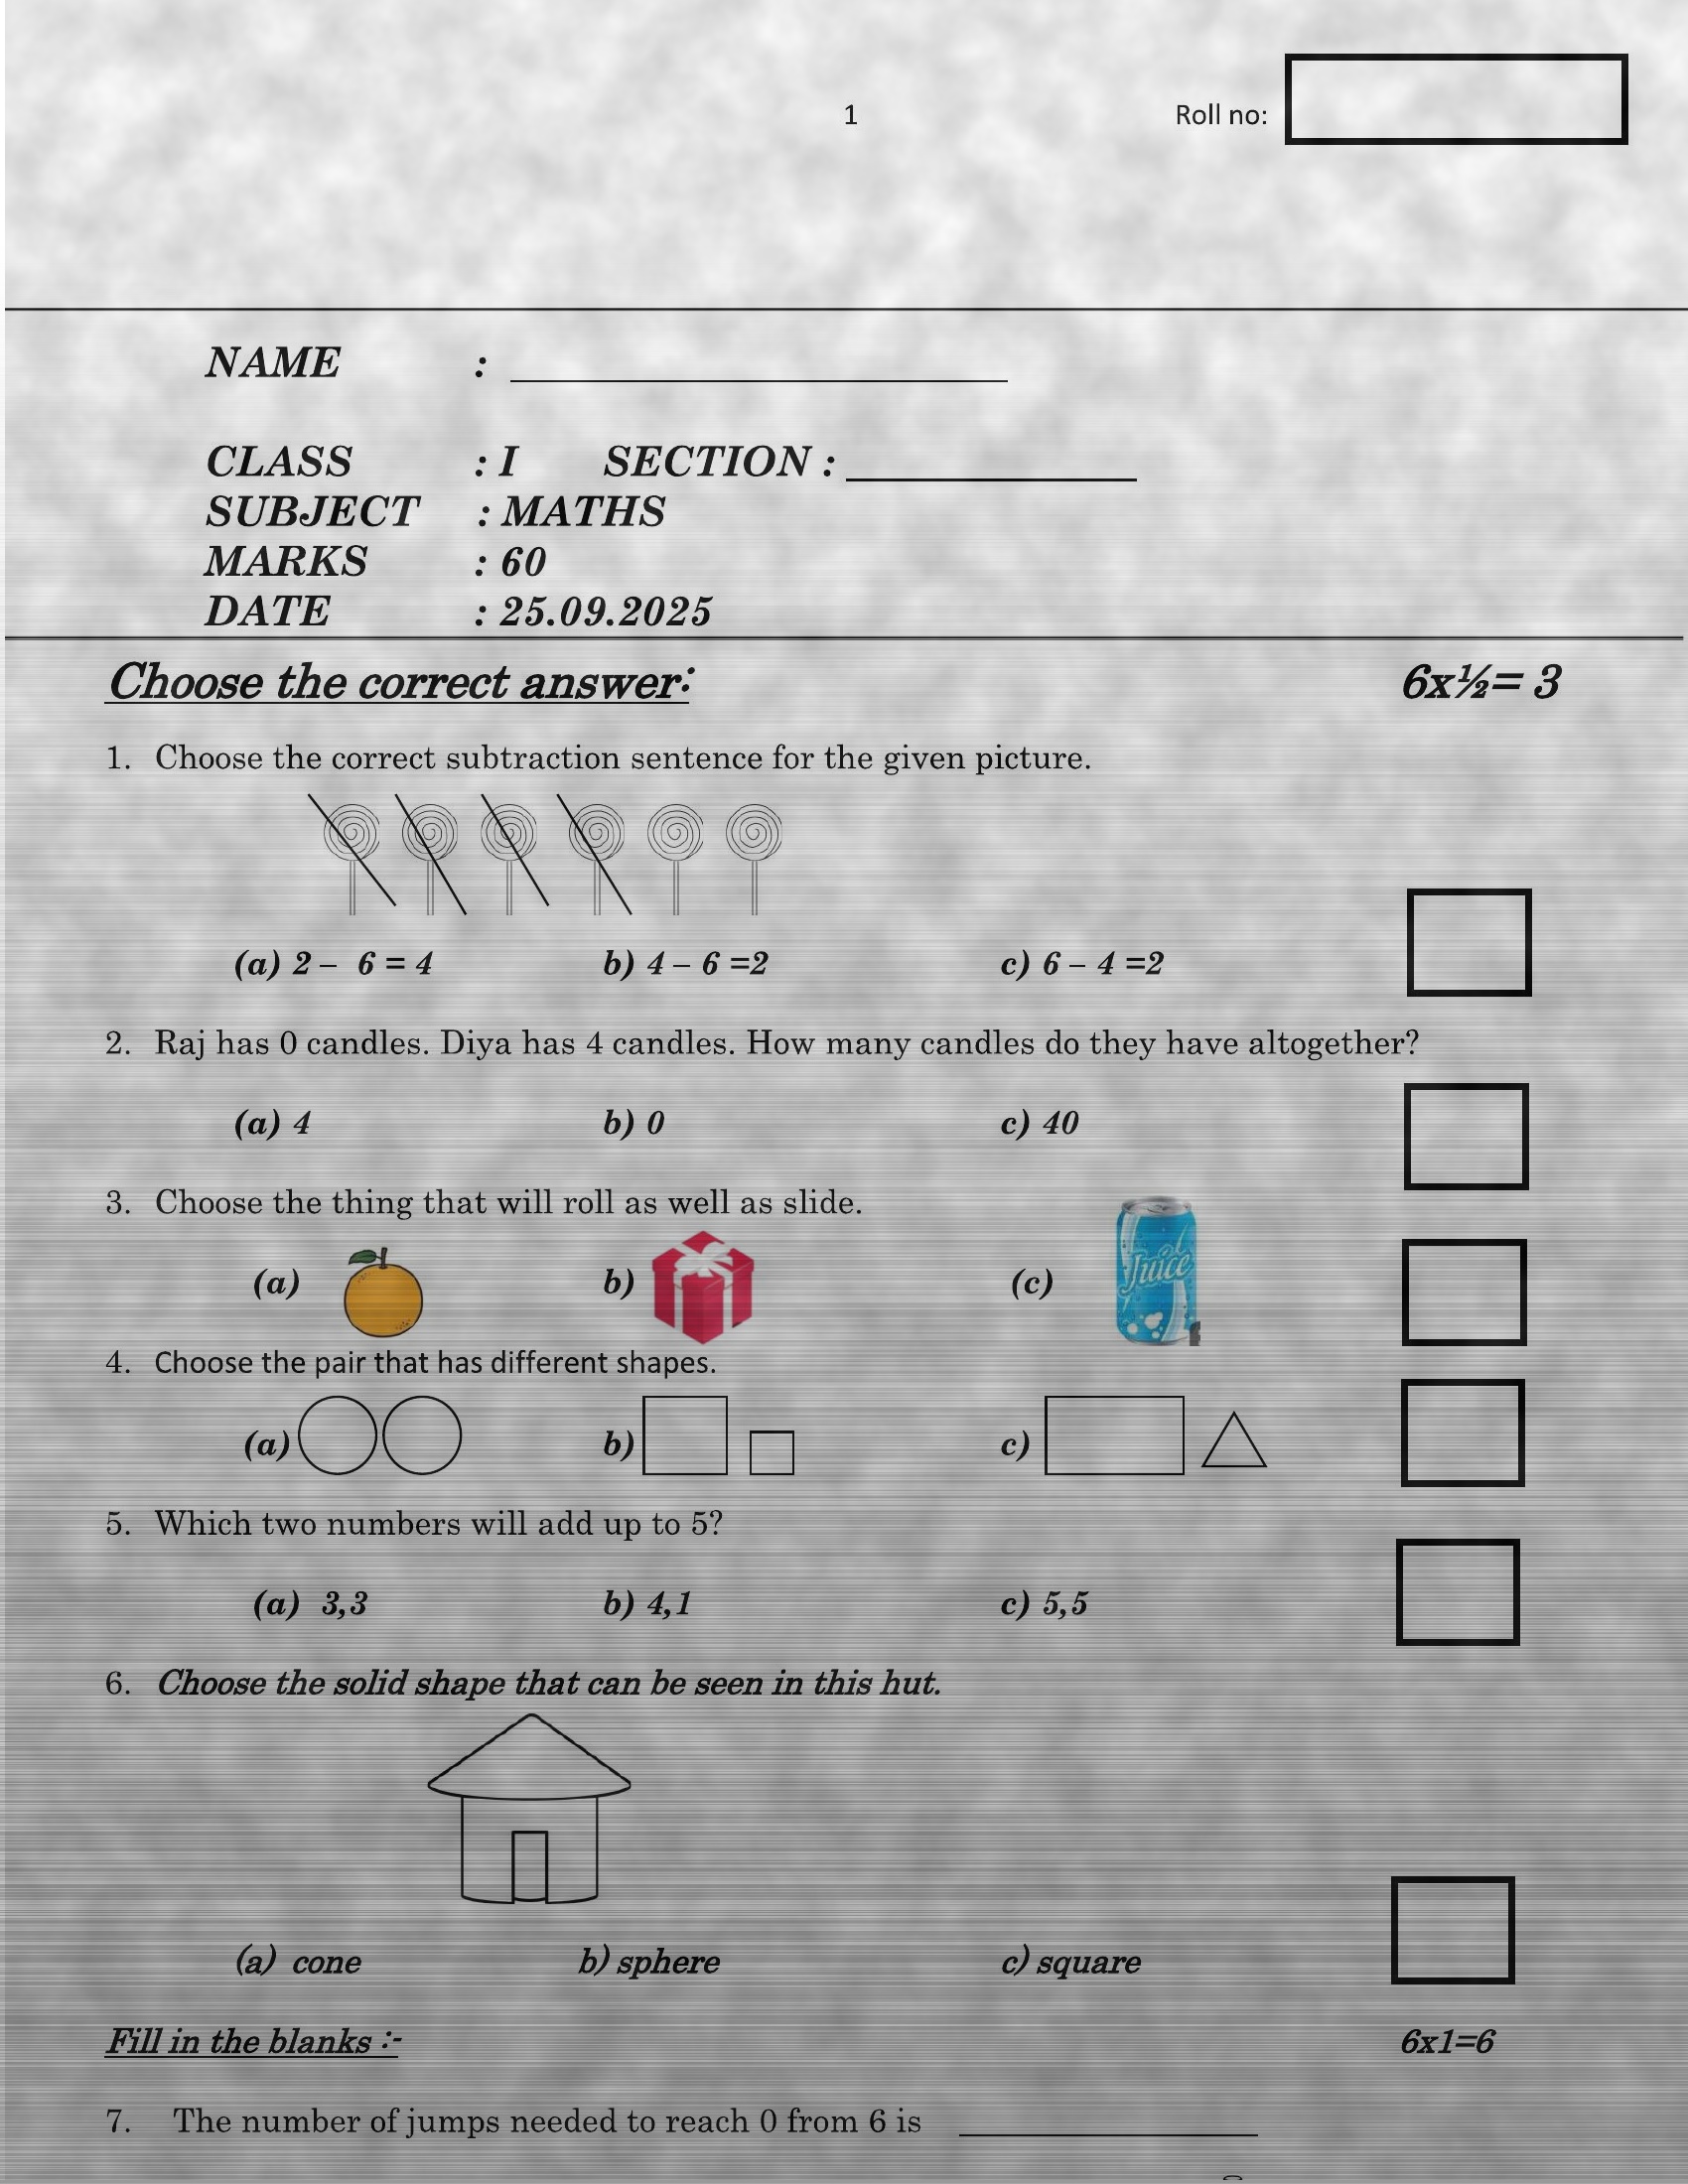 1 Roll no:
NAME :
CLASS : I SECTION :
SUBJECT : MATHS
MARKS : 60
DATE : 25.09.2025
Choose the correct answer: 6x½= 3
1. Choose the correct subtraction sentence for the given picture.
(a) 2 – 6 = 4 b) 4 – 6 =2 c) 6 – 4 =2
2. Raj has 0 candles. Diya has 4 candles. How many candles do they have altogether?
(a) 4 b) 0 c) 40
3. Choose the thing that will roll as well as slide.
(a) b) (c) Juice
4. Choose the pair that has different shapes.
(a) b) c)
5. Which two numbers will add up to 5?
(a) 3,3 b) 4,1 c) 5,5
6. Choose the solid shape that can be seen in this hut.
(a) cone b) sphere c) square
Fill in the blanks :- 6x1=6
7. The number of jumps needed to reach 0 from 6 is